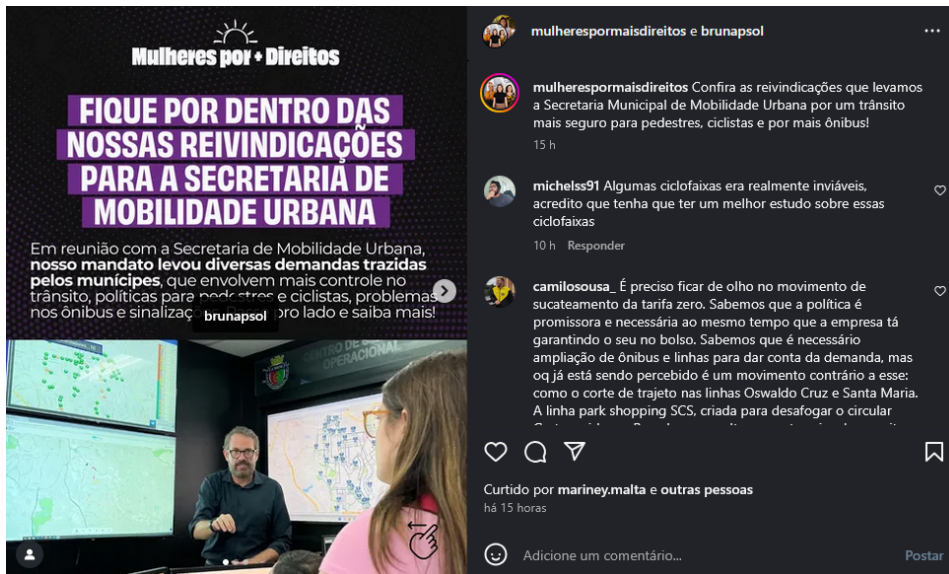 Mulheres por + Direitos
FIQUE POR DENTRO DAS
NOSSAS REIVINDICAÇÕES
PARA A SECRETARIA DE
MOBILIDADE URBANA
Em reunião com a Secretaria de Mobilidade Urbana,
nosso mandato levou diversas demandas trazidas
pelos munícipes, que envolvem mais controle no
trânsito, políticas para pedestres e ciclistas, problemas
nos ônibus e pro lado e saiba mais!
brunapsol
CENTRO DE
OPERACIONAL
mulherespormaisdireitos e brunapsol
mulherespormaisdireitos Confira as reivindicações que levamos
a Secretaria Municipal de Mobilidade Urbana por um trânsito
mais seguro para pedestres, ciclistas e por mais ônibus!
15 h
michelss91 Algumas ciclofaixas era realmente inviáveis,
acredito que tenha que ter um melhor estudo sobre essas
ciclofaixas
10 h Responder
camilosousa_ É preciso ficar de olho no movimento de
sucateamento da tarifa zero. Sabemos que a política é
promissora e necessária ao mesmo tempo que a empresa tá
garantindo o seu no bolso. Sabemos que é necessário
ampliação de ônibus e linhas para dar conta da demanda, mas
oq já está sendo percebido é um movimento contrário a esse:
como o corte de trajeto nas linhas Oswaldo Cruz e Santa Maria.
A linha park shopping SCS, criada para desafogar o circular
Curtido por mariney.malta e outras pessoas
há 15 horas
Adicione um comentário...
Postar